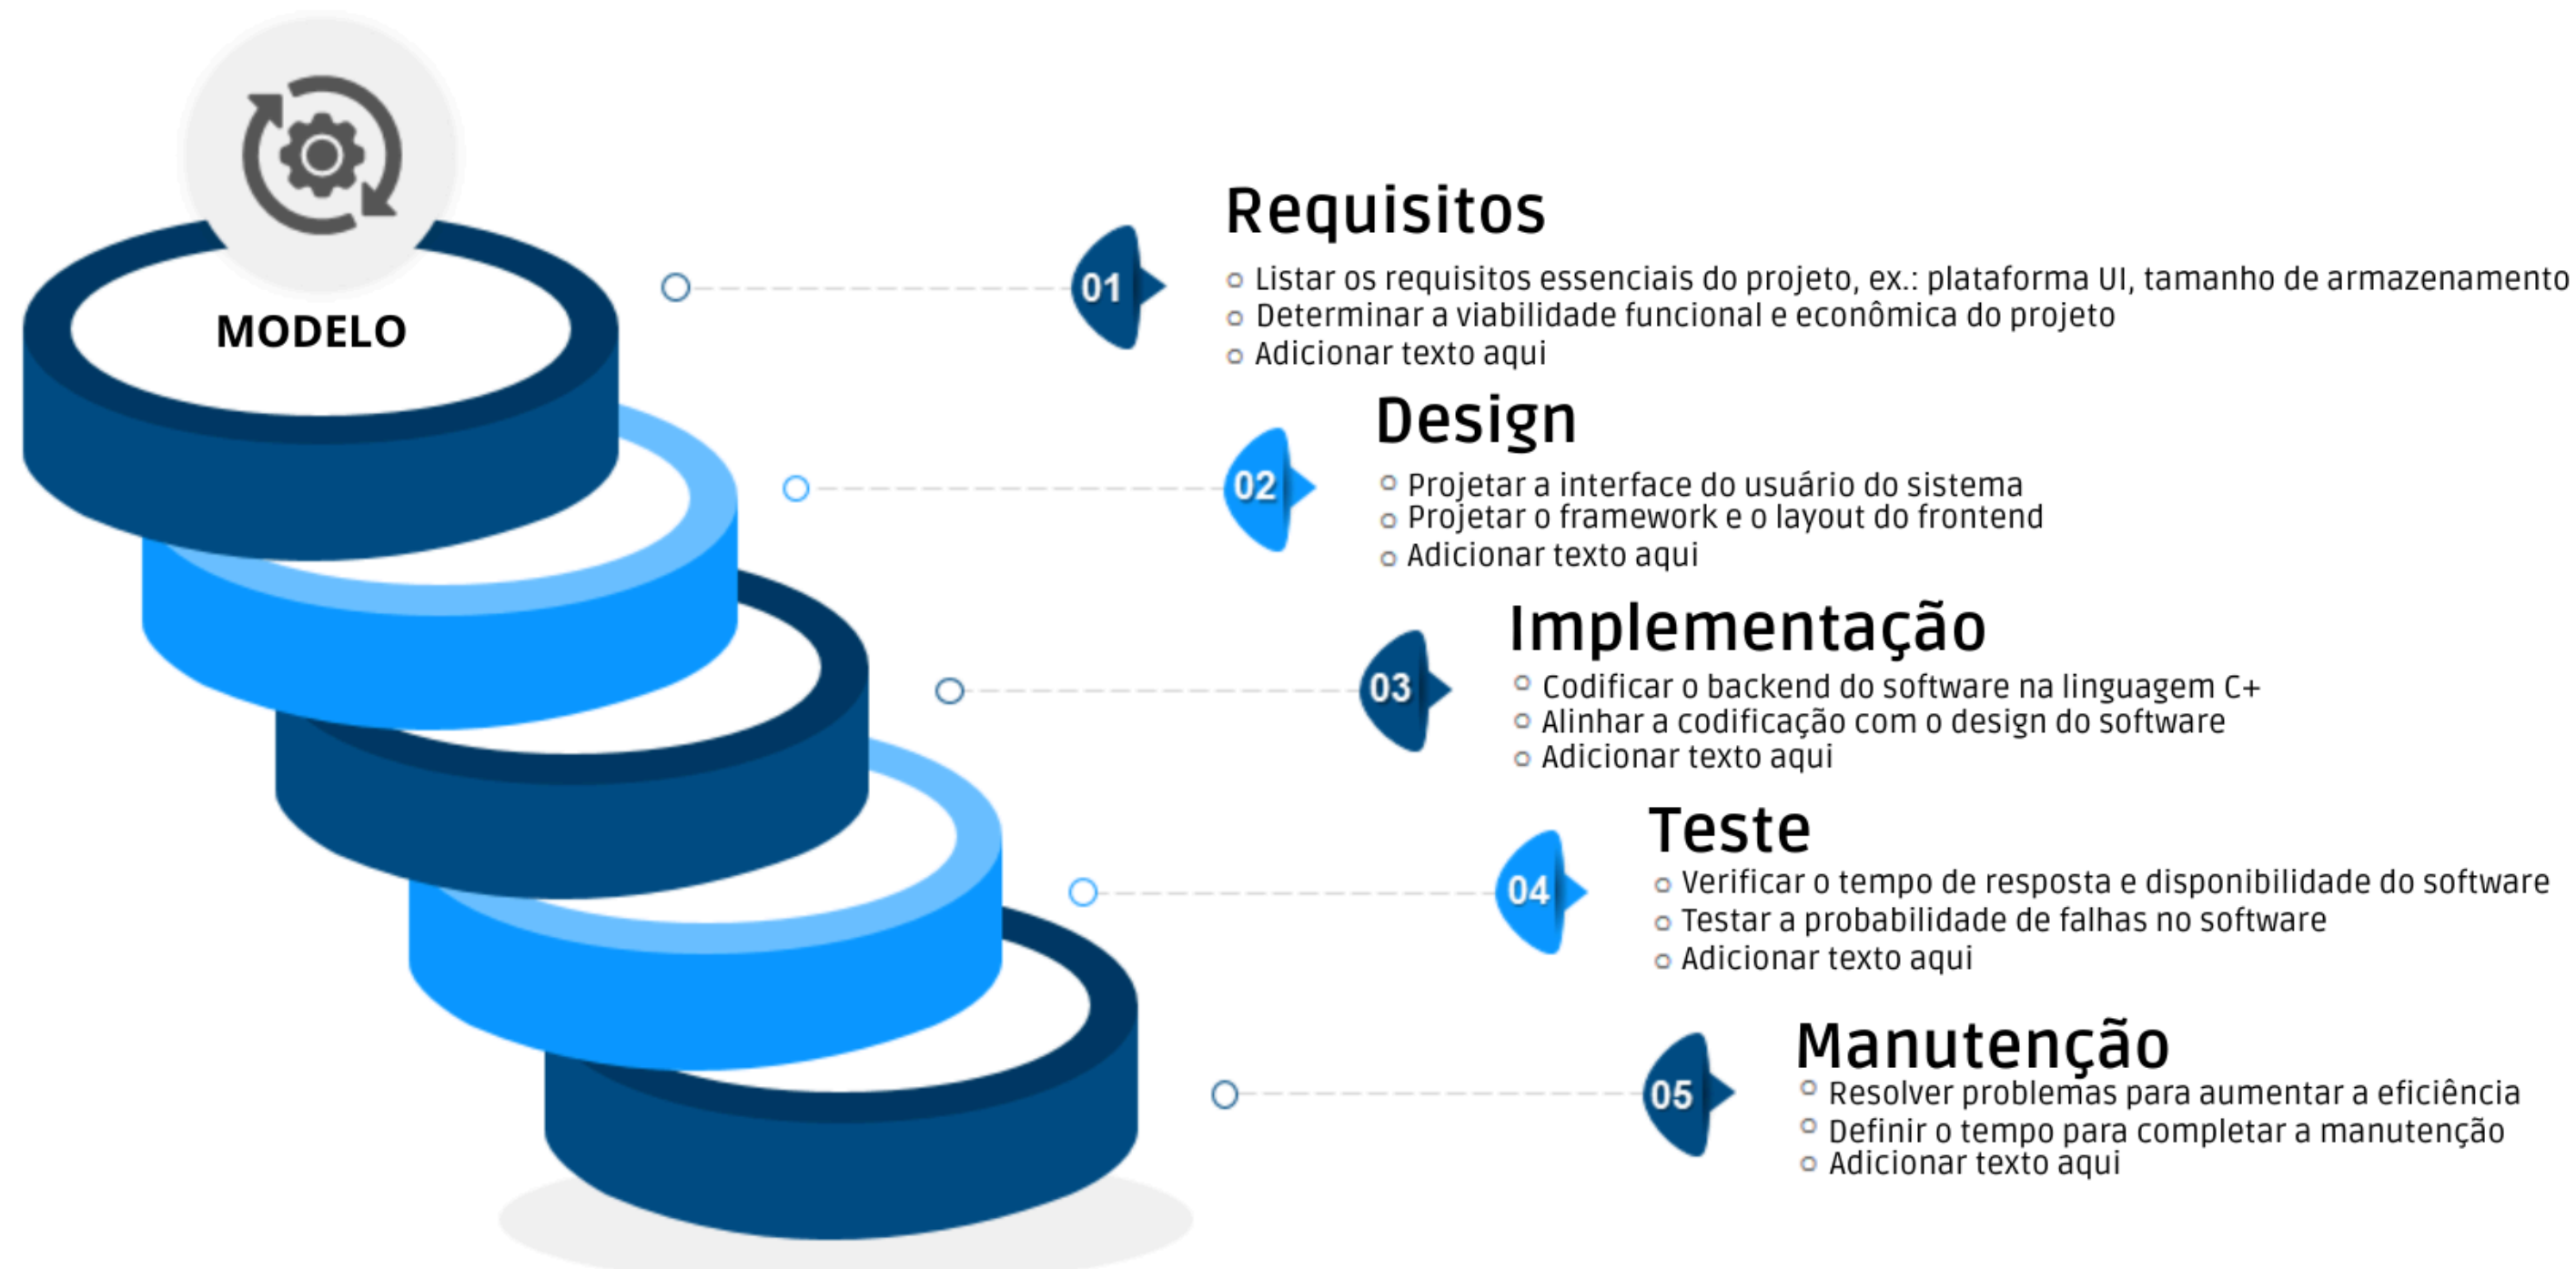 MODELO
01
Requisitos
Listar os requisitos essenciais do projeto, ex.: plataforma UI, tamanho de armazenamento
Determinar a viabilidade funcional e econômica do projeto
Adicionar texto aqui
02
Design
Projetar a interface do usuário do sistema
Projetar o framework e o layout do frontend
Adicionar texto aqui
03
Implementação
Codificar o backend do software na linguagem C+
Alinhar a codificação com o design do software
Adicionar texto aqui
04
Teste
Verificar o tempo de resposta e disponibilidade do software
Testar a probabilidade de falhas no software
Adicionar texto aqui
05
Manutenção
Resolver problemas para aumentar a eficiência
Definir o tempo para completar a manutenção
Adicionar texto aqui